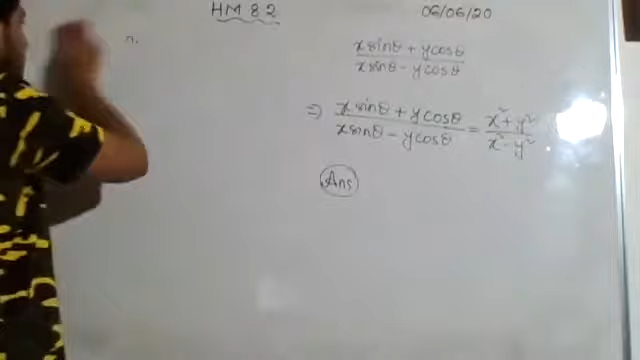 HM 82
06/06/20
n.
xsinθ + ycosθ / xsinθ - ycosθ
⇒ xsinθ + ycosθ / xsinθ - ycosθ = x²+y² / x²-y²
Ans